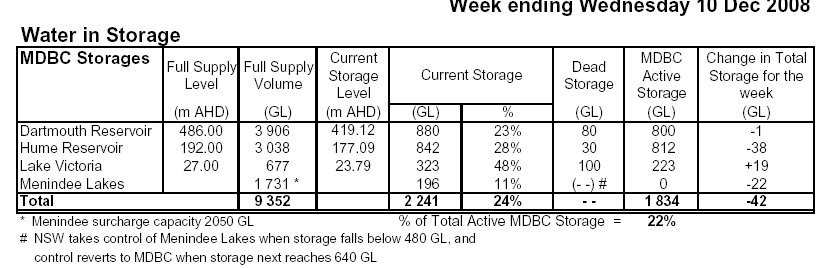 Week ending Wednesday 10 Dec 2008
Water in Storage
MDBC Storages Full Supply Level (m AHD) Full Supply Volume (GL) Current Storage Level (m AHD) Current Storage (GL) % Dead Storage (GL) MDBC Active Storage (GL) Change in Total Storage for the week (GL)
Dartmouth Reservoir 486.00 3 906 419.12 880 23% 80 800 -1
Hume Reservoir 192.00 3 038 177.09 842 28% 30 812 -38
Lake Victoria 27.00 677 23.79 323 48% 100 223 +19
Menindee Lakes 1 731 * 196 11% (- -) # 0 -22
Total 9 352 2 241 24% - - 1 834 -42
* Menindee surcharge capacity 2050 GL % of Total Active MDBC Storage = 22%
# NSW takes control of Menindee Lakes when storage falls below 480 GL, and
control reverts to MDBC when storage next reaches 640 GL